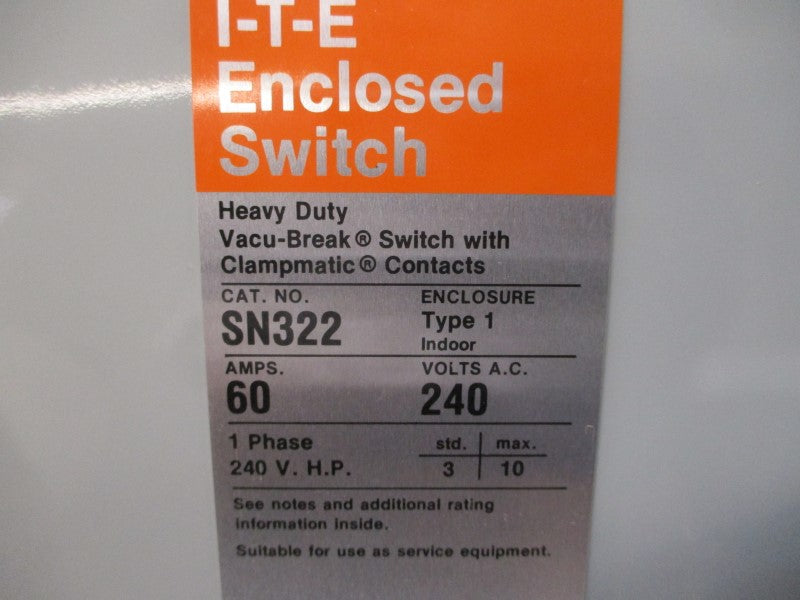 I-T-E
Enclosed
Switch
Heavy Duty
Vacu-Break® Switch with
Clampmatic® Contacts
CAT. NO. ENCLOSURE
SN322 Type 1
Indoor
AMPS. VOLTS A.C.
60 240
1 Phase std. max.
240 V. H.P. 3 10
See notes and additional rating
information inside.
Suitable for use as service equipment.